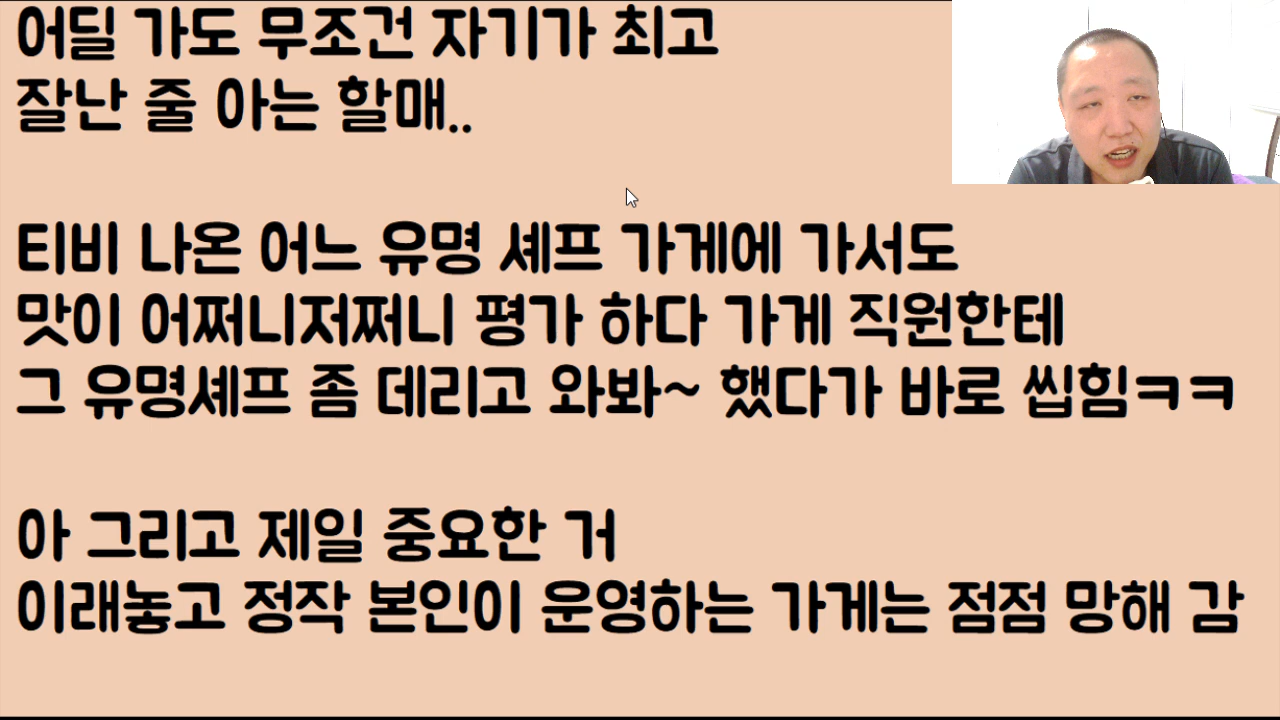 어딜 가도 무조건 자기가 최고
잘난 줄 아는 할매..
티비 나온 어느 유명 셰프 가게에 가서도
맛이 어쩌니저쩌니 평가 하다 가게 직원한테
그 유명셰프 좀 데리고 와봐~ 했다가 바로 씹힘ㅋㅋ
아 그리고 제일 중요한 거
이래놓고 정작 본인이 운영하는 가게는 점점 망해 감